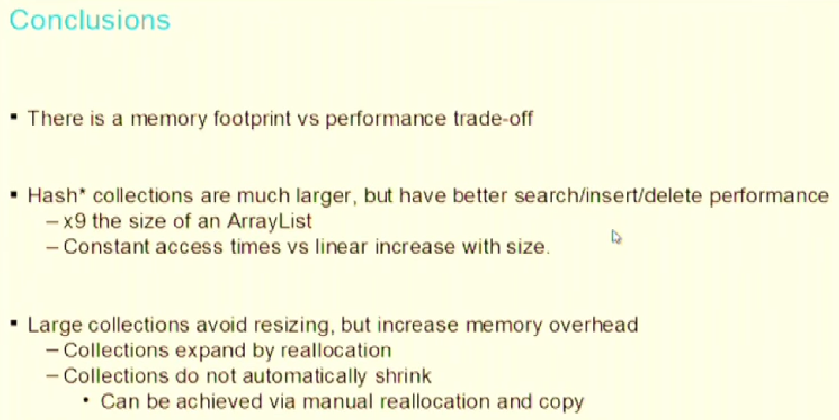 Conclusions
▪ There is a memory footprint vs performance trade-off
▪ Hash* collections are much larger, but have better search/insert/delete performance
– x9 the size of an ArrayList
– Constant access times vs linear increase with size.
▪ Large collections avoid resizing, but increase memory overhead
– Collections expand by reallocation
– Collections do not automatically shrink
• Can be achieved via manual reallocation and copy